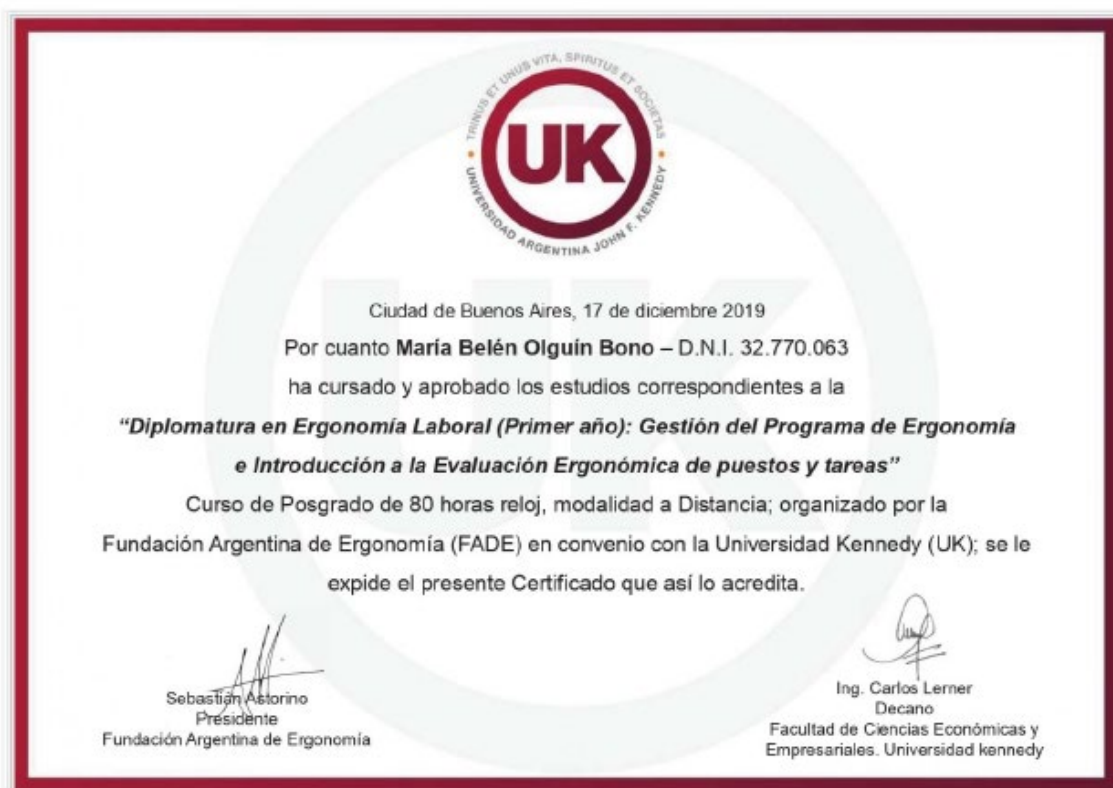 TRINUS ET UNUS VITA, SPIRITUS ET SOCIETAS
UK
UNIVERSIDAD ARGENTINA JOHN F. KENNEDY
Ciudad de Buenos Aires, 17 de diciembre 2019
Por cuanto María Belén Olguín Bono – D.N.I. 32.770.063
ha cursado y aprobado los estudios correspondientes a la
“Diplomatura en Ergonomía Laboral (Primer año): Gestión del Programa de Ergonomía
e Introducción a la Evaluación Ergonómica de puestos y tareas”
Curso de Posgrado de 80 horas reloj, modalidad a Distancia; organizado por la
Fundación Argentina de Ergonomía (FADE) en convenio con la Universidad Kennedy (UK); se le
expide el presente Certificado que así lo acredita.
Sebastián Astorino
Presidente
Fundación Argentina de Ergonomía
Ing. Carlos Lerner
Decano
Facultad de Ciencias Económicas y
Empresariales. Universidad kennedy